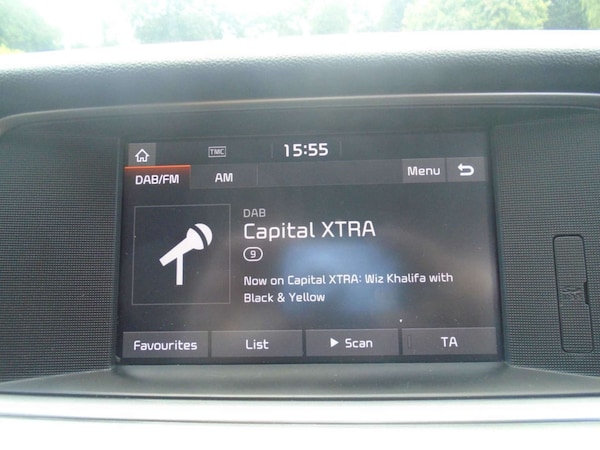 TMC 15:55
DAB/FM AM Menu
DAB
Capital XTRA
9
Now on Capital XTRA: Wiz Khalifa with
Black & Yellow
Favourites List Scan TA